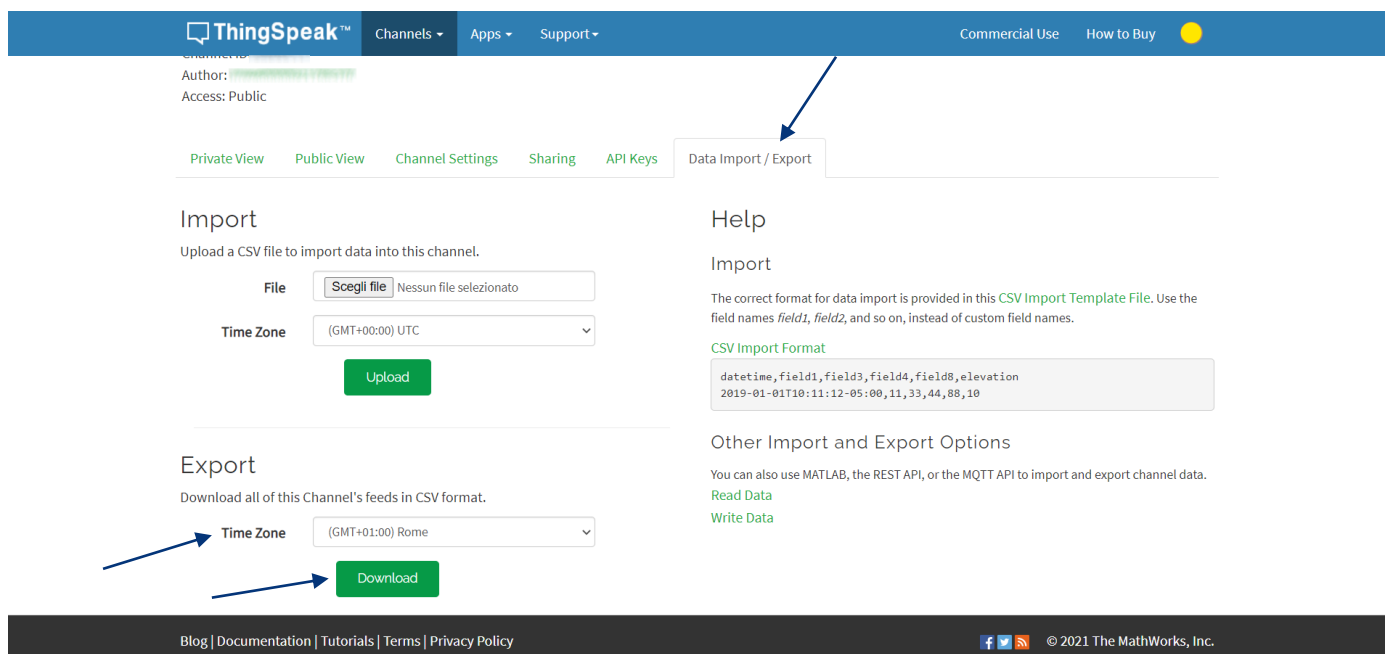 ThingSpeak™ Channels Apps Support Commercial Use How to Buy
Author:
Access: Public
Private View Public View Channel Settings Sharing API Keys Data Import / Export
Import
Upload a CSV file to import data into this channel.
File Scegli file Nessun file selezionato
Time Zone (GMT+00:00) UTC
Upload
Export
Download all of this Channel's feeds in CSV format.
Time Zone (GMT+01:00) Rome
Download
Help
Import
The correct format for data import is provided in this CSV Import Template File. Use the
field names field1, field2, and so on, instead of custom field names.
CSV Import Format
datetime,field1,field3,field4,field8,elevation
2019-01-01T10:11:12-05:00,11,33,44,88,10
Other Import and Export Options
You can also use MATLAB, the REST API, or the MQTT API to import and export channel data.
Read Data
Write Data
Blog | Documentation | Tutorials | Terms | Privacy Policy © 2021 The MathWorks, Inc.